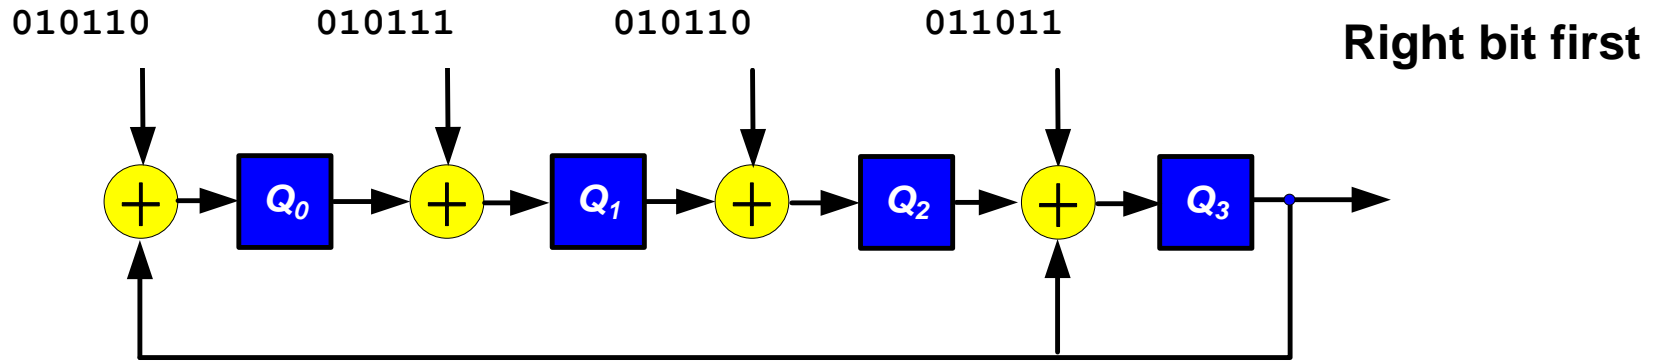 010110 010111 010110 011011
Right bit first
+ Q0 + Q1 + Q2 + Q3